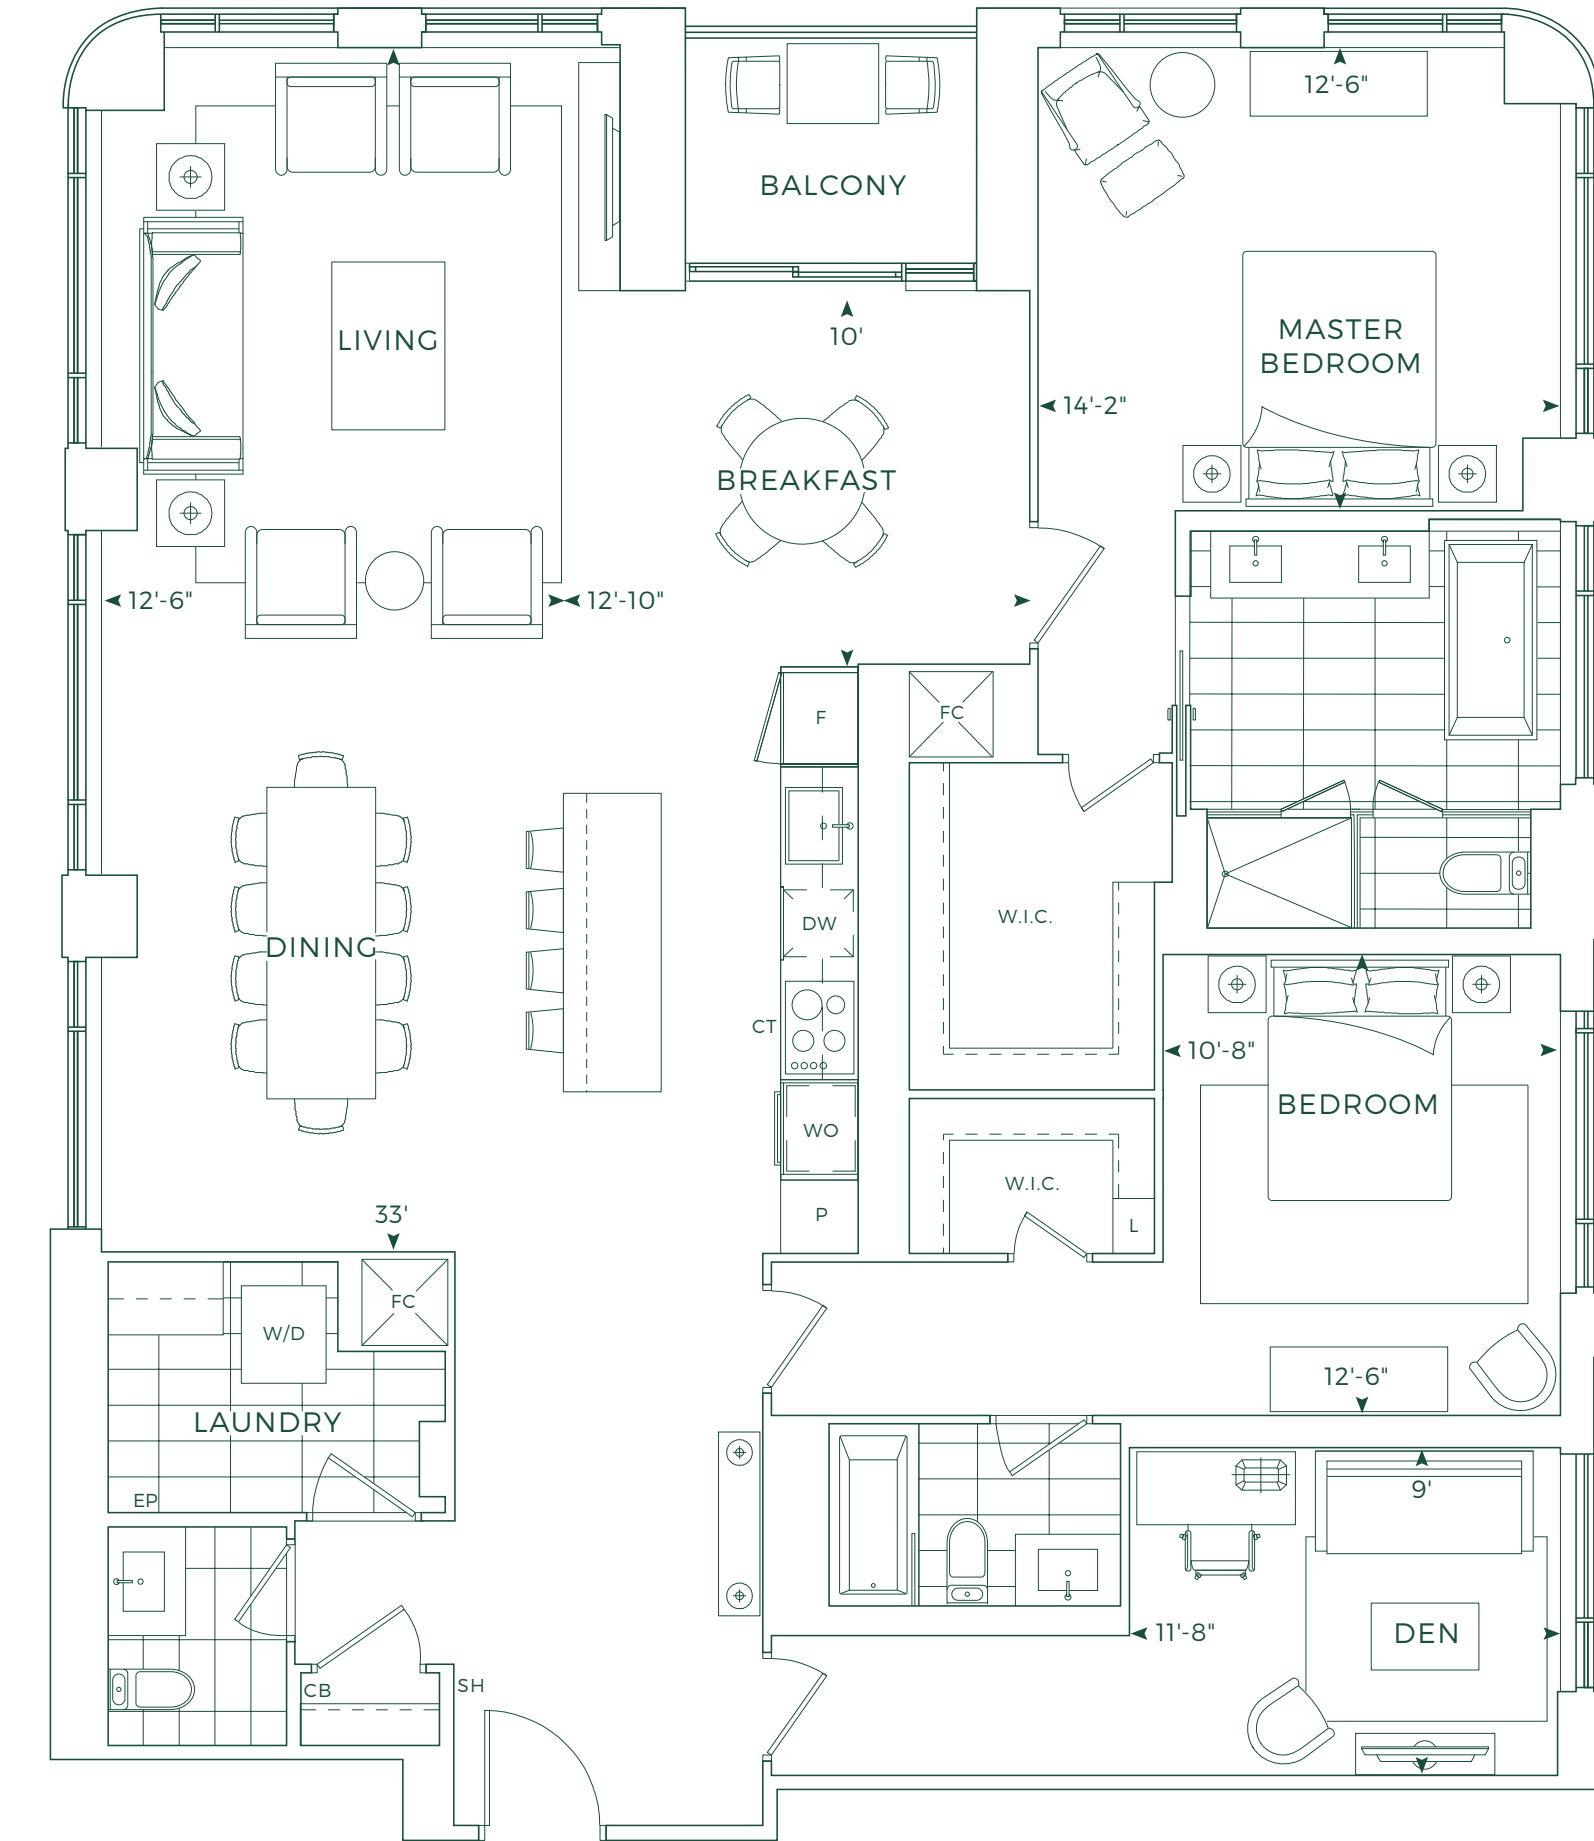 12'-6"
BALCONY
LIVING
10'
MASTER
BEDROOM
14'-2"
BREAKFAST
12'-6"
12'-10"
F
FC
DW
W.I.C.
DINING
CT
10'-8"
BEDROOM
WO
W.I.C.
P
L
33'
FC
W/D
12'-6"
LAUNDRY
EP
9'
11'-8"
DEN
CB
SH